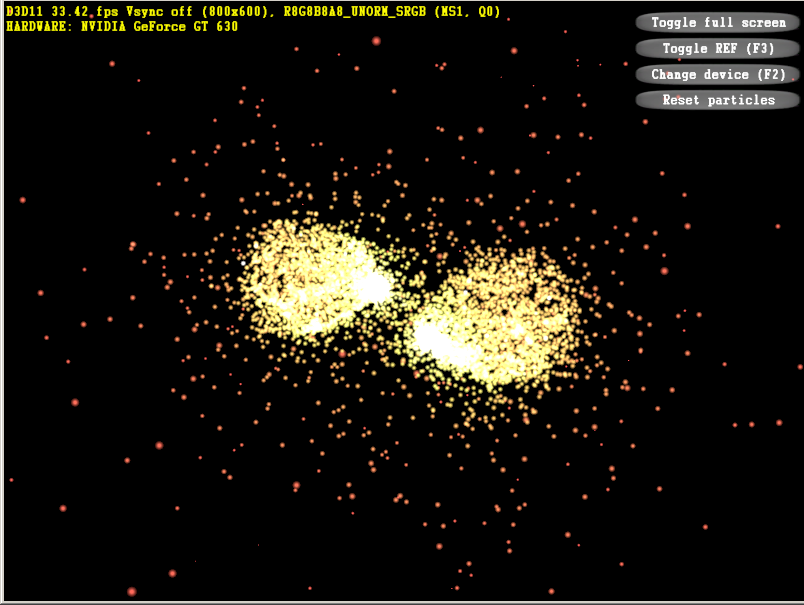 D3D11 33.42 fps Vsync off (800x600), R8G8B8A8_UNORM_SRGB (MS1, Q0)
HARDWARE: NVIDIA GeForce GT 630
Toggle full screen
Toggle REF (F3)
Change device (F2)
Reset particles